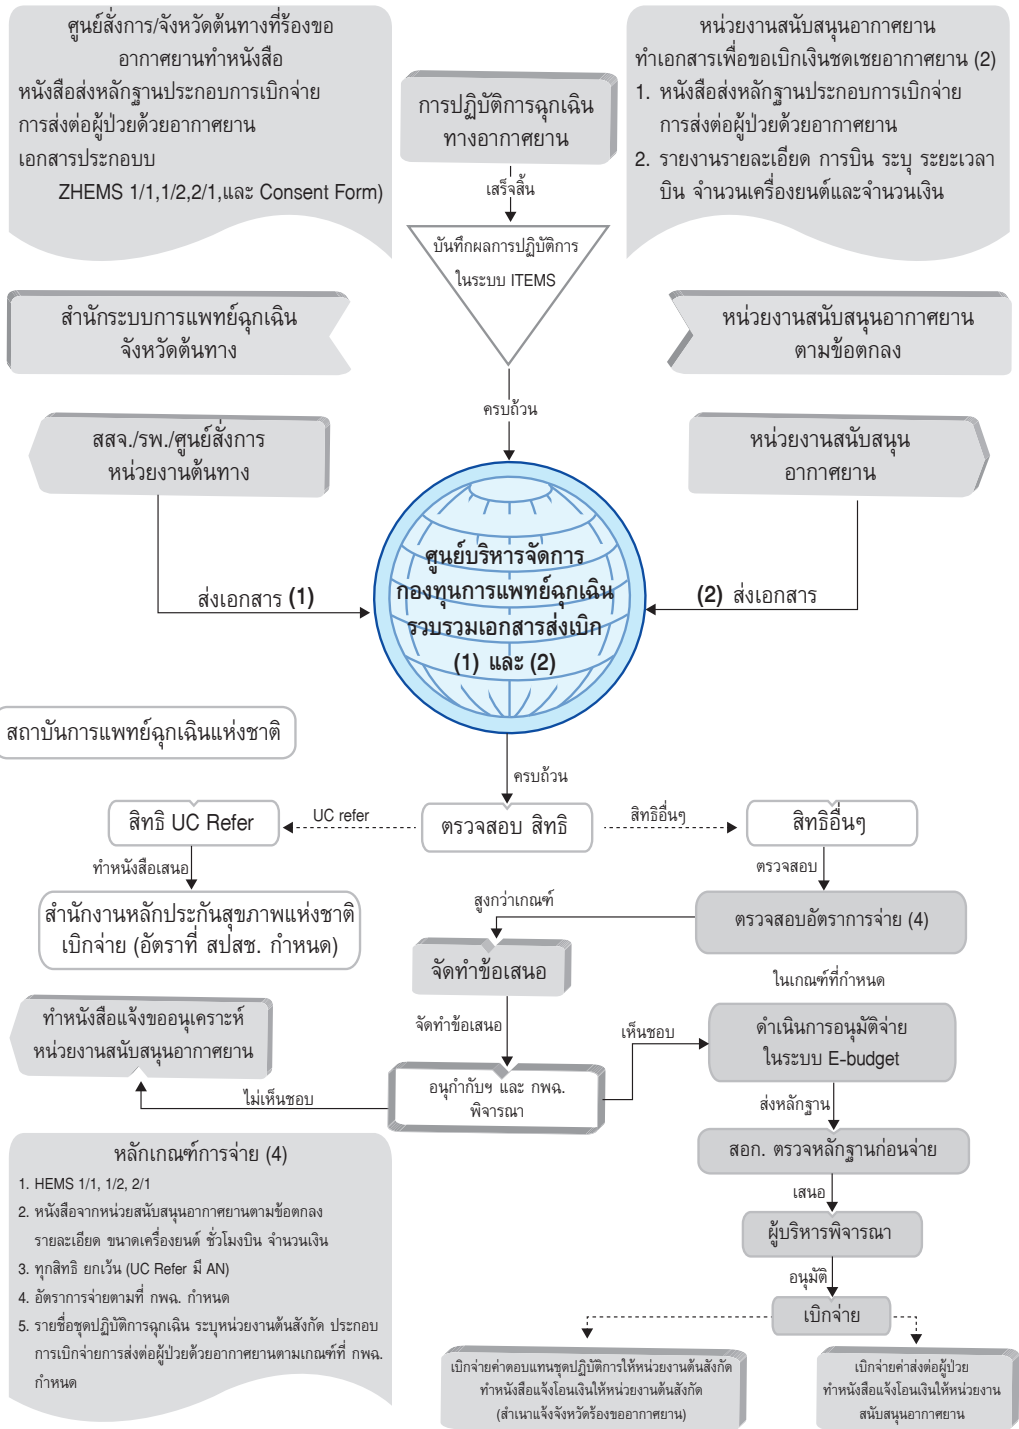 ศูนย์สั่งการ/จังหวัดต้นทางที่ร้องขอ
อากาศยานทำหนังสือ
หนังสือส่งหลักฐานประกอบการเบิกจ่าย
การส่งต่อผู้ป่วยด้วยอากาศยาน
เอกสารประกอบบ
ZHEMS 1/1,1/2,2/1,และ Consent Form)
การปฏิบัติการฉุกเฉิน
ทางอากาศยาน
เสร็จสิ้น
บันทึกผลการปฏิบัติการ
ในระบบ ITEMS
หน่วยงานสนับสนุนอากาศยาน
ทำเอกสารเพื่อขอเบิกเงินชดเชยอากาศยาน (2)
1. หนังสือส่งหลักฐานประกอบการเบิกจ่าย
การส่งต่อผู้ป่วยด้วยอากาศยาน
2. รายงานรายละเอียด การบิน ระบุ ระยะเวลา
บิน จำนวนเครื่องยนต์และจำนวนเงิน
สำนักระบบการแพทย์ฉุกเฉิน
จังหวัดต้นทาง
หน่วยงานสนับสนุนอากาศยาน
ตามข้อตกลง
ครบถ้วน
สสจ./รพ./ศูนย์สั่งการ
หน่วยงานต้นทาง
หน่วยงานสนับสนุน
อากาศยาน
ส่งเอกสาร (1)
ศูนย์บริหารจัดการ
กองทุนการแพทย์ฉุกเฉิน
รวบรวมเอกสารส่งเบิก
(1) และ (2)
(2) ส่งเอกสาร
สถาบันการแพทย์ฉุกเฉินแห่งชาติ
ครบถ้วน
สิทธิ UC Refer
UC refer
ตรวจสอบ สิทธิ
สิทธิอื่นๆ
สิทธิอื่นๆ
ทำหนังสือเสนอ
ตรวจสอบ
สำนักงานหลักประกันสุขภาพแห่งชาติ
เบิกจ่าย (อัตราที่ สปสช. กำหนด)
สูงกว่าเกณฑ์
ตรวจสอบอัตราการจ่าย (4)
จัดทำข้อเสนอ
ในเกณฑ์ที่กำหนด
ทำหนังสือแจ้งขออนุเคราะห์
หน่วยงานสนับสนุนอากาศยาน
จัดทำข้อเสนอ
เห็นชอบ
ดำเนินการอนุมัติจ่าย
ในระบบ E-budget
ไม่เห็นชอบ
อนุกำกับฯ และ กพฉ.
พิจารณา
ส่งหลักฐาน
สอก. ตรวจหลักฐานก่อนจ่าย
เสนอ
ผู้บริหารพิจารณา
อนุมัติ
เบิกจ่าย
หลักเกณฑ์การจ่าย (4)
1. HEMS 1/1, 1/2, 2/1
2. หนังสือจากหน่วยสนับสนุนอากาศยานตามข้อตกลง
รายละเอียด ขนาดเครื่องยนต์ ชั่วโมงบิน จำนวนเงิน
3. ทุกสิทธิ ยกเว้น (UC Refer มี AN)
4. อัตราการจ่ายตามที่ กพฉ. กำหนด
5. รายชื่อชุดปฏิบัติการฉุกเฉิน ระบุหน่วยงานต้นสังกัด ประกอบ
การเบิกจ่ายการส่งต่อผู้ป่วยด้วยอากาศยานตามเกณฑ์ที่ กพฉ.
กำหนด
เบิกจ่ายค่าตอบแทนชุดปฏิบัติการให้หน่วยงานต้นสังกัด
ทำหนังสือแจ้งโอนเงินให้หน่วยงานต้นสังกัด
(สำเนาแจ้งจังหวัดร้องขออากาศยาน)
เบิกจ่ายค่าส่งต่อผู้ป่วย
ทำหนังสือแจ้งโอนเงินให้หน่วยงาน
สนับสนุนอากาศยาน